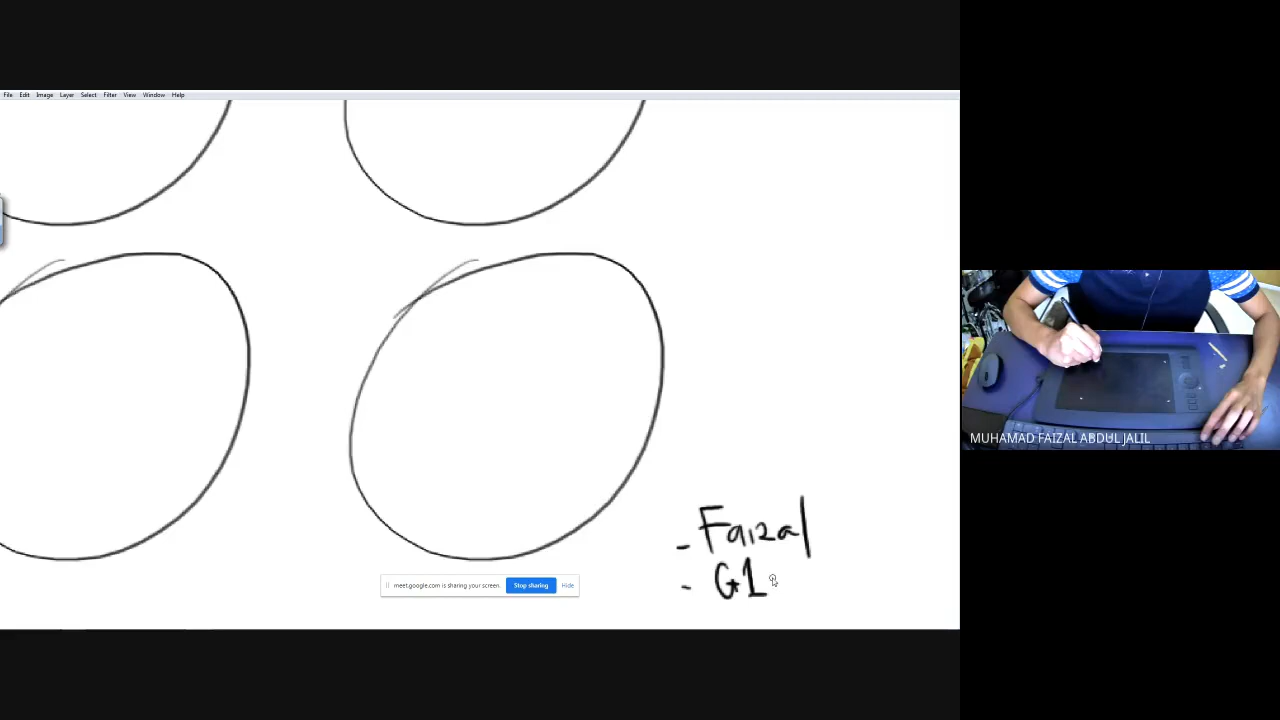 File Edit Image Layer Select Filter View Window Help
- Faizal
- G1
meet.google.com is sharing your screen. Stop sharing Hide
MUHAMAD FAIZAL ABDUL JALIL